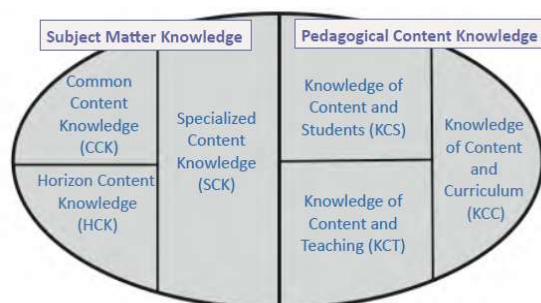 Subject Matter Knowledge
Pedagogical Content Knowledge
Common
Content
Knowledge
(CCK)
Horizon Content
Knowledge
(HCK)
Specialized
Content
Knowledge
(SCK)
Knowledge of
Content and
Students (KCS)
Knowledge of
Content and
Teaching (KCT)
Knowledge
of Content
and
Curriculum
(KCC)